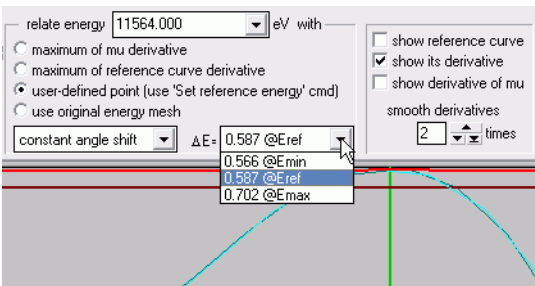 relate energy 11564.000 eV with
maximum of mu derivative
maximum of reference curve derivative
user-defined point (use 'Set reference energy' cmd)
use original energy mesh
constant angle shift ΔE= 0.587 @Eref
0.566 @Emin
0.587 @Eref
0.702 @Emax
show reference curve
show its derivative
show derivative of mu
smooth derivatives
2 times